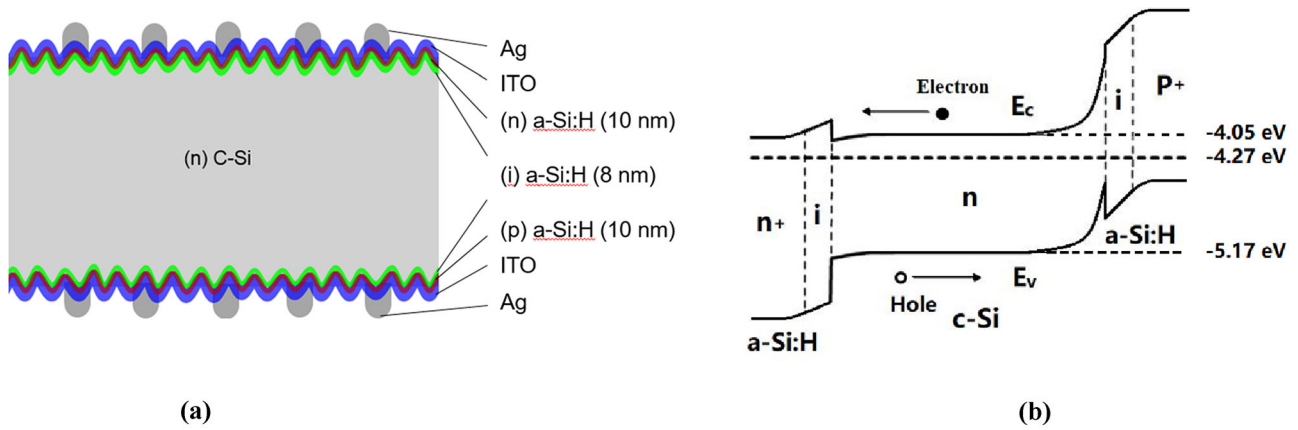 Ag
ITO
(n) a-Si:H (10 nm)
(n) C-Si
(i) a-Si:H (8 nm)
(p) a-Si:H (10 nm)
ITO
Ag
(a)
Electron
Ec
i
P+
-4.05 eV
-4.27 eV
n+
i
n
a-Si:H
-5.17 eV
Hole
Ev
c-Si
a-Si:H
(b)